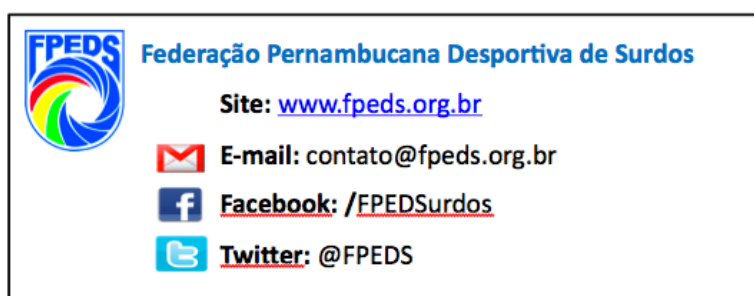 FPEDS
Federação Pernambucana Desportiva de Surdos
Site: www.fpeds.org.br
E-mail: contato@fpeds.org.br
Facebook: /FPEDSurdos
Twitter: @FPEDS